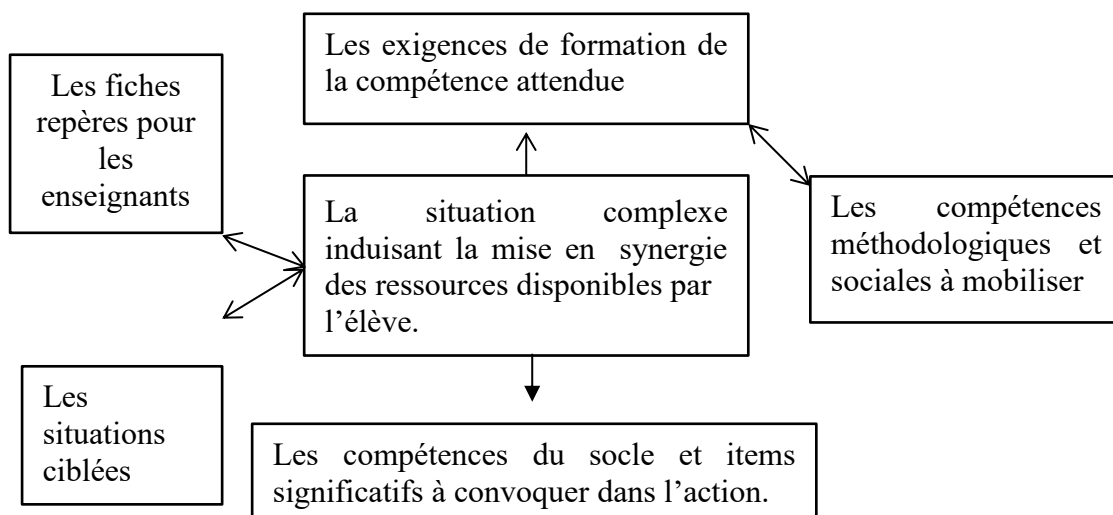 Les exigences de formation de
la compétence attendue
Les fiches
repères pour
les
enseignants
La situation complexe
induisant la mise en synergie
des ressources disponibles par
l’élève.
Les compétences
méthodologiques et
sociales à mobiliser
Les
situations
ciblées
Les compétences du socle et items
significatifs à convoquer dans l’action.